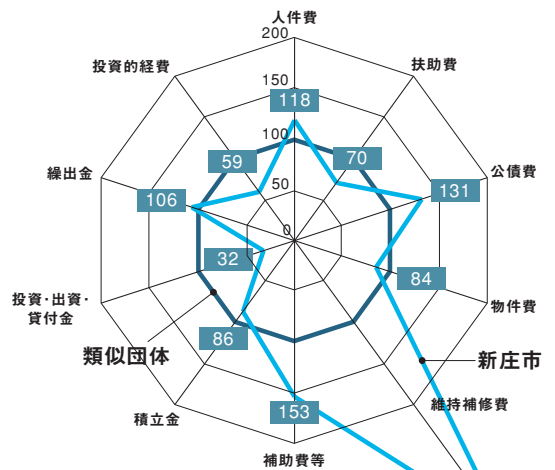 人件費
200
投資的経費
扶助費
150
118
100
59
70
繰出金
公債費
106
131
50
0
32
84
投資・出資・
貸付金
物件費
86
類似団体
新庄市
153
維持補修費
積立金
補助費等